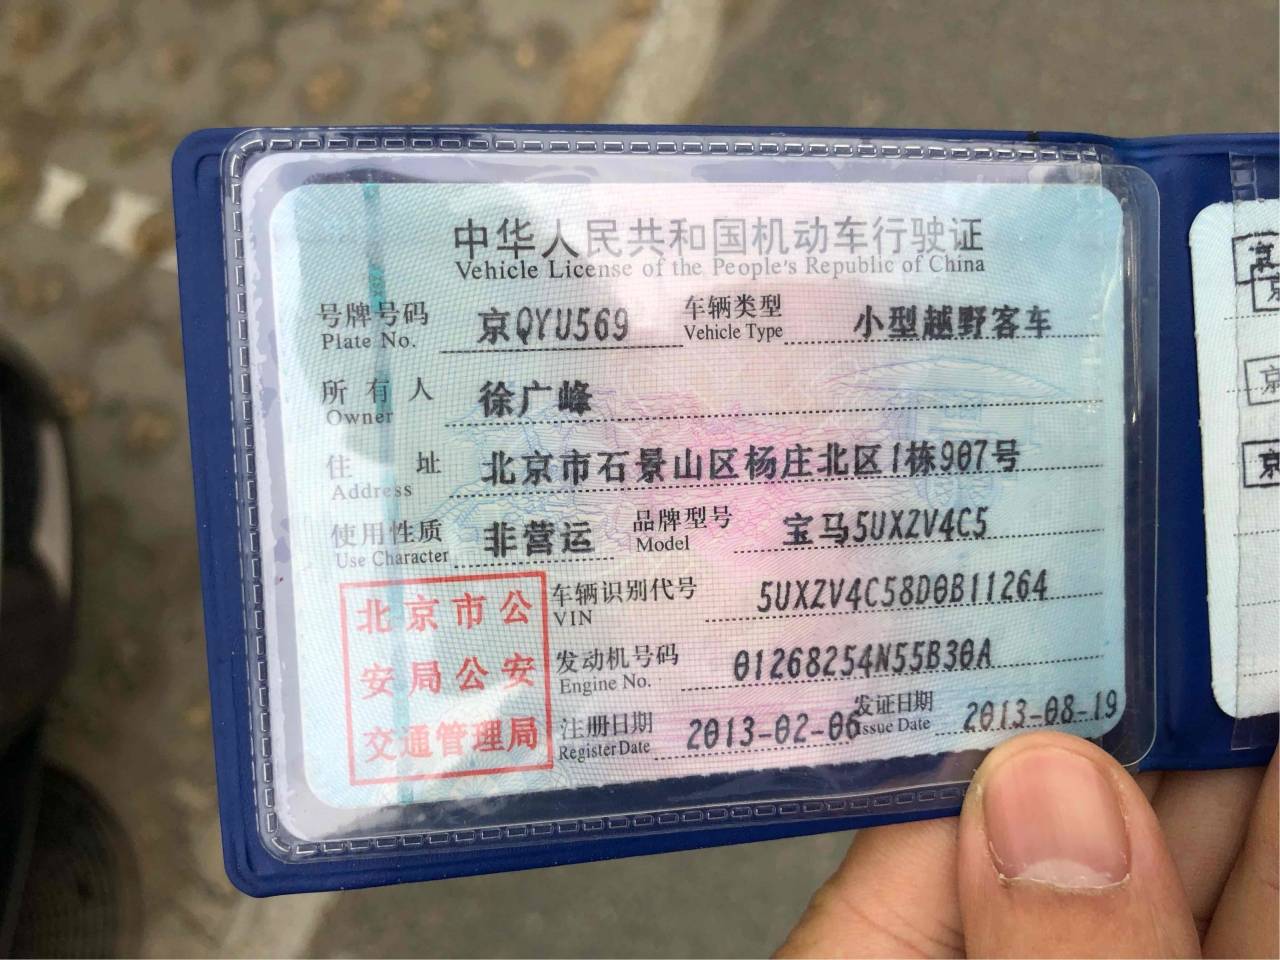 中华人民共和国机动车行驶证
Vehicle License of the People's Republic of China
号牌号码 京QYU569 车辆类型 小型越野客车
Plate No. Vehicle Type
所有人 徐广峰
Owner
住址 北京市石景山区杨庄北区1栋907号
Address
使用性质 非营运 品牌型号 宝马5UXZV4C5
Use Character Model
车辆识别代号 5UXZV4C58D0B11264
VIN
发动机号码 01268254N55B30A
Engine No.
注册日期 2013-02-06 发证日期 2013-08-19
Register Date Issue Date
北京市公
安局公安
交通管理局
京
京
京
京